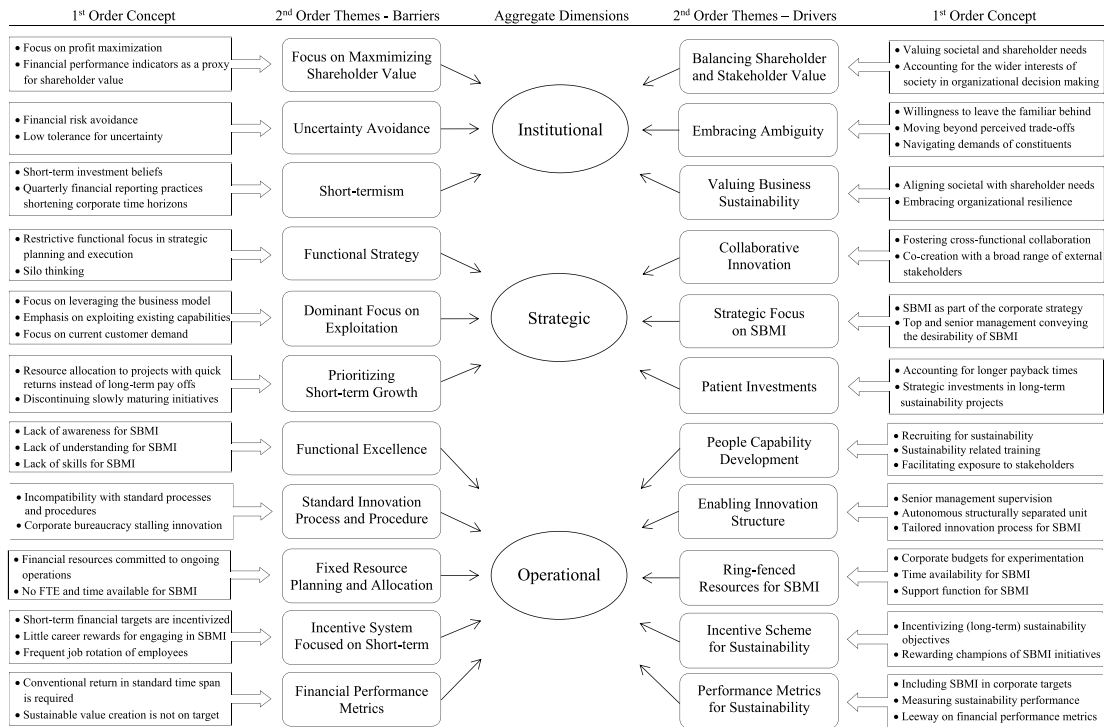 1st Order Concept
2nd Order Themes - Barriers
Aggregate Dimensions
2nd Order Themes – Drivers
1st Order Concept
• Focus on profit maximization
• Financial performance indicators as a proxy
for shareholder value
Focus on Maxmimizing
Shareholder Value
Balancing Shareholder
and Stakeholder Value
• Valuing societal and shareholder needs
• Accounting for the wider interests of
society in organizational decision making
• Financial risk avoidance
• Low tolerance for uncertainty
Uncertainty Avoidance
Institutional
Embracing Ambiguity
• Willingness to leave the familiar behind
• Moving beyond perceived trade-offs
• Navigating demands of constituents
• Short-term investment beliefs
• Quarterly financial reporting practices
shortening corporate time horizons
Short-termism
Valuing Business
Sustainability
• Aligning societal with shareholder needs
• Embracing organizational resilience
• Restrictive functional focus in strategic
planning and execution
• Silo thinking
Functional Strategy
Collaborative
Innovation
• Fostering cross-functional collaboration
• Co-creation with a broad range of external
stakeholders
• Focus on leveraging the business model
• Emphasis on exploiting existing capabilities
• Focus on current customer demand
Dominant Focus on
Exploitation
Strategic
Strategic Focus
on SBMI
• SBMI as part of the corporate strategy
• Top and senior management conveying
the desirability of SBMI
• Resource allocation to projects with quick
returns instead of long-term pay offs
• Discontinuing slowly maturing initiatives
Prioritizing
Short-term Growth
Patient Investments
• Accounting for longer payback times
• Strategic investments in long-term
sustainability projects
• Lack of awareness for SBMI
• Lack of understanding for SBMI
• Lack of skills for SBMI
Functional Excellence
People Capability
Development
• Recruiting for sustainability
• Sustainability related training
• Facilitating exposure to stakeholders
• Incompatibility with standard processes
and procedures
• Corporate bureaucracy stalling innovation
Standard Innovation
Process and Procedure
Enabling Innovation
Structure
• Senior management supervision
• Autonomous structurally separated unit
• Tailored innovation process for SBMI
• Financial resources committed to ongoing
operations
• No FTE and time available for SBMI
Fixed Resource
Planning and Allocation
Operational
Ring-fenced
Resources for SBMI
• Corporate budgets for experimentation
• Time availability for SBMI
• Support function for SBMI
• Short-term financial targets are incentivized
• Little career rewards for engaging in SBMI
• Frequent job rotation of employees
Incentive System
Focused on Short-term
Incentive Scheme
for Sustainability
• Incentivizing (long-term) sustainability
objectives
• Rewarding champions of SBMI initiatives
• Conventional return in standard time span
is required
• Sustainable value creation is not on target
Financial Performance
Metrics
Performance Metrics
for Sustainability
• Including SBMI in corporate targets
• Measuring sustainability performance
• Leeway on financial performance metrics